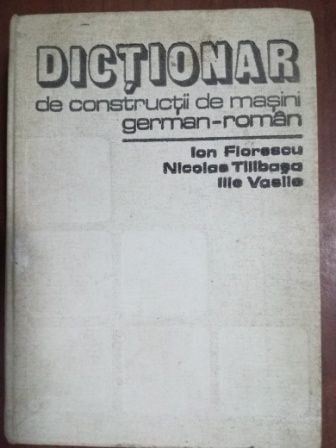 DICȚIONAR
de construcții de mașini
german-român
Ion Florescu
Nicolae Tilibașa
Ilie Vasile